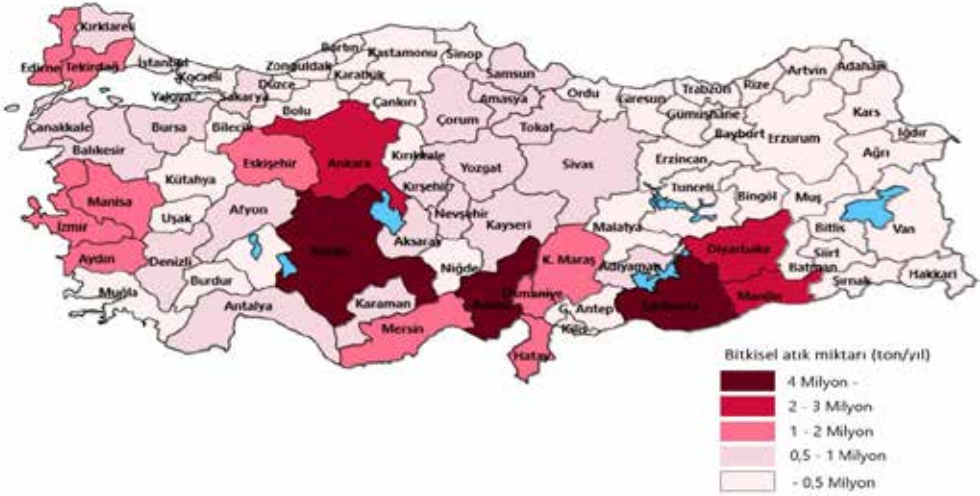 Kırklareli
Edirne
Tekirdağ
İstanbul
Kocaeli
Yalova
Sakarya
Düzce
Zonguldak
Bartın
Karabük
Kastamonu
Sinop
Samsun
Ordu
Giresun
Trabzon
Rize
Artvin
Ardahan
Kars
Iğdır
Ağrı
Erzurum
Bayburt
Gümüşhane
Erzincan
Tunceli
Bingöl
Muş
Bitlis
Van
Hakkari
Şırnak
Siirt
Batman
Mardin
Diyarbakır
Adıyaman
Malatya
Sivas
Tokat
Amasya
Çorum
Çankırı
Bolu
Bilecik
Bursa
Çanakkale
Balıkesir
Kütahya
Eskişehir
Ankara
Kırıkkale
Yozgat
Kırşehir
Nevşehir
Kayseri
Aksaray
Niğde
Afyon
Uşak
Manisa
İzmir
Aydın
Denizli
Muğla
Burdur
Antalya
Karaman
Mersin
Osmaniye
K. Maraş
G. Antep
Kilis
Hatay
Bitkisel atık miktarı (ton/yıl)
4 Milyon -
2 - 3 Milyon
1 - 2 Milyon
0,5 - 1 Milyon
- 0,5 Milyon